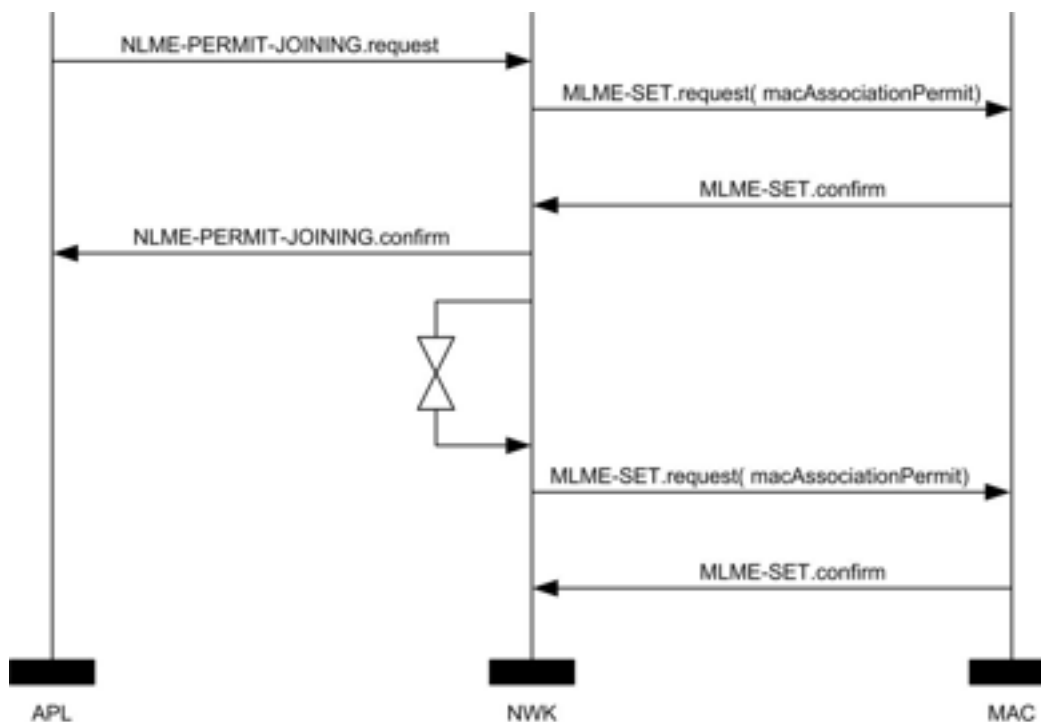 NLME-PERMIT-JOINING.request
MLME-SET.request( macAssociationPermit)
MLME-SET.confirm
NLME-PERMIT-JOINING.confirm
MLME-SET.request( macAssociationPermit)
MLME-SET.confirm
APL
NWK
MAC